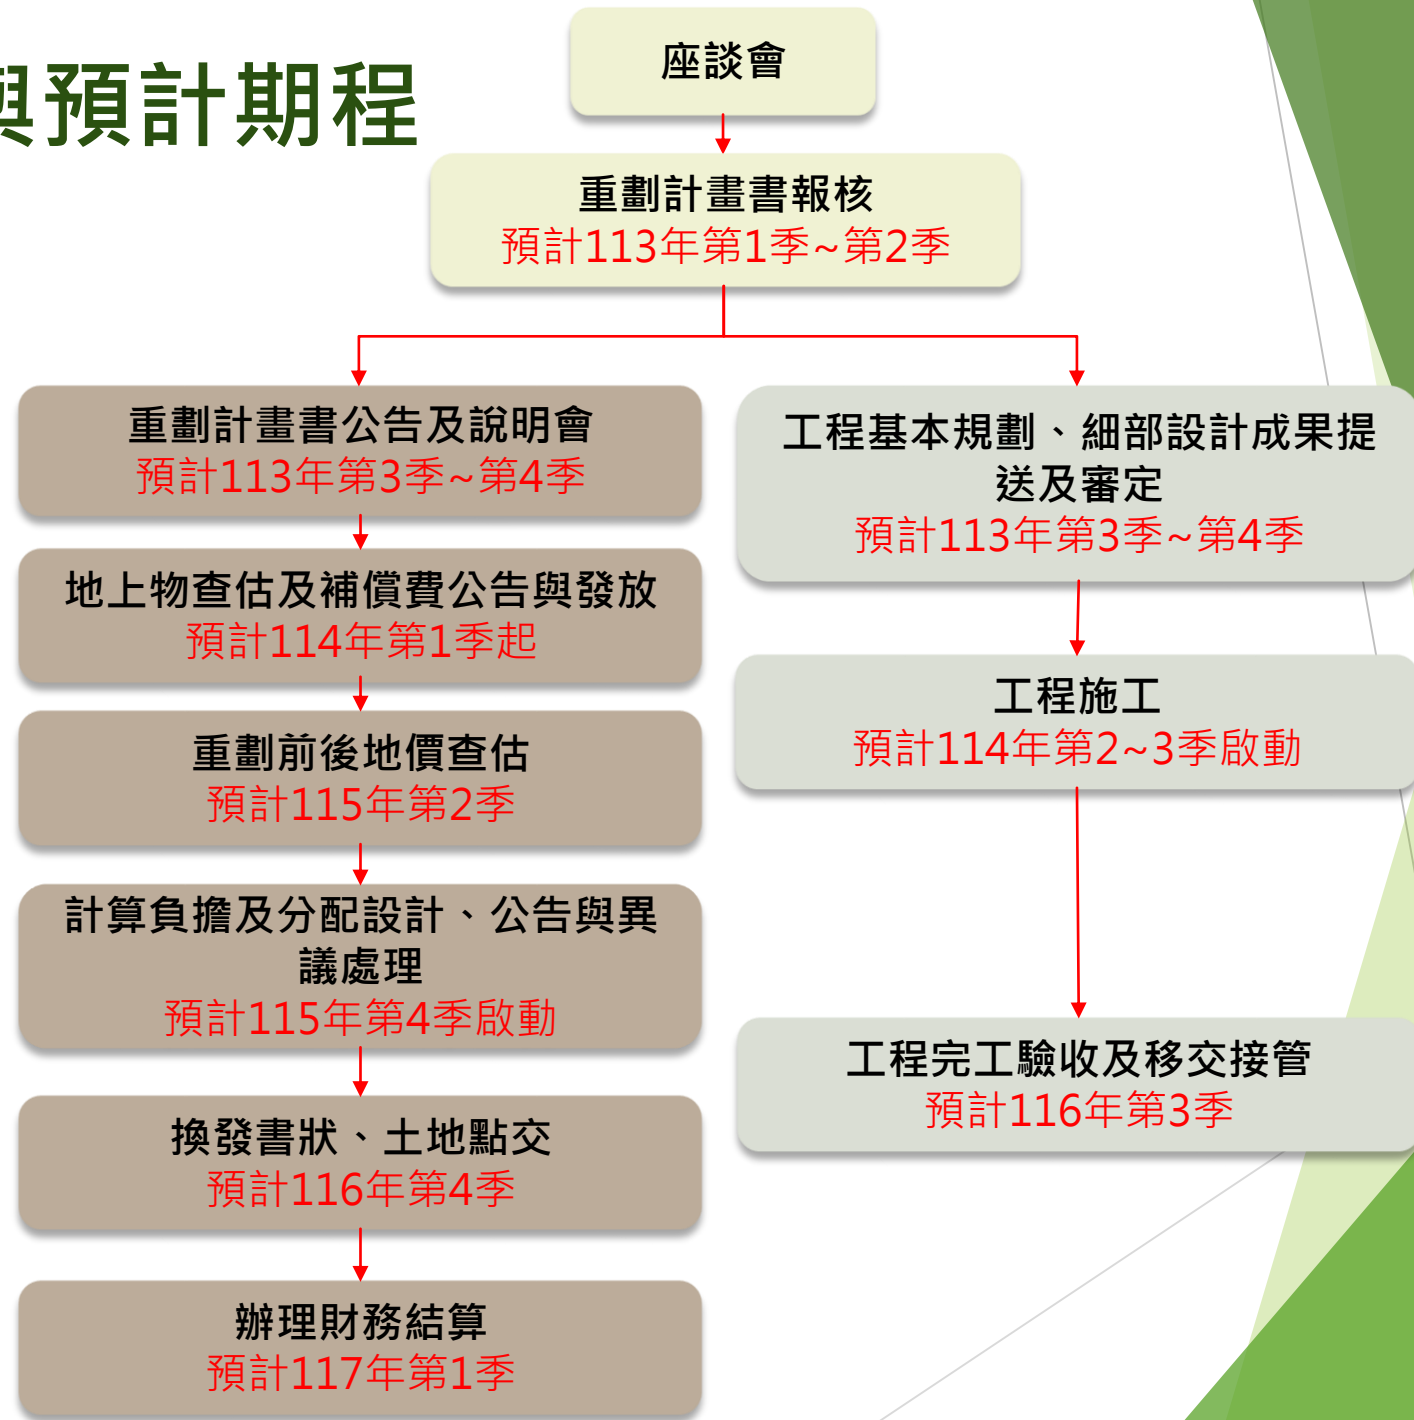 與預計期程
座談會
重劃計畫書報核
預計113年第1季~第2季
重劃計畫書公告及說明會
預計113年第3季~第4季
地上物查估及補償費公告與發放
預計114年第1季起
重劃前後地價查估
預計115年第2季
計算負擔及分配設計、公告與異
議處理
預計115年第4季啟動
換發書狀、土地點交
預計116年第4季
辦理財務結算
預計117年第1季
工程基本規劃、細部設計成果提
送及審定
預計113年第3季~第4季
工程施工
預計114年第2~3季啟動
工程完工驗收及移交接管
預計116年第3季